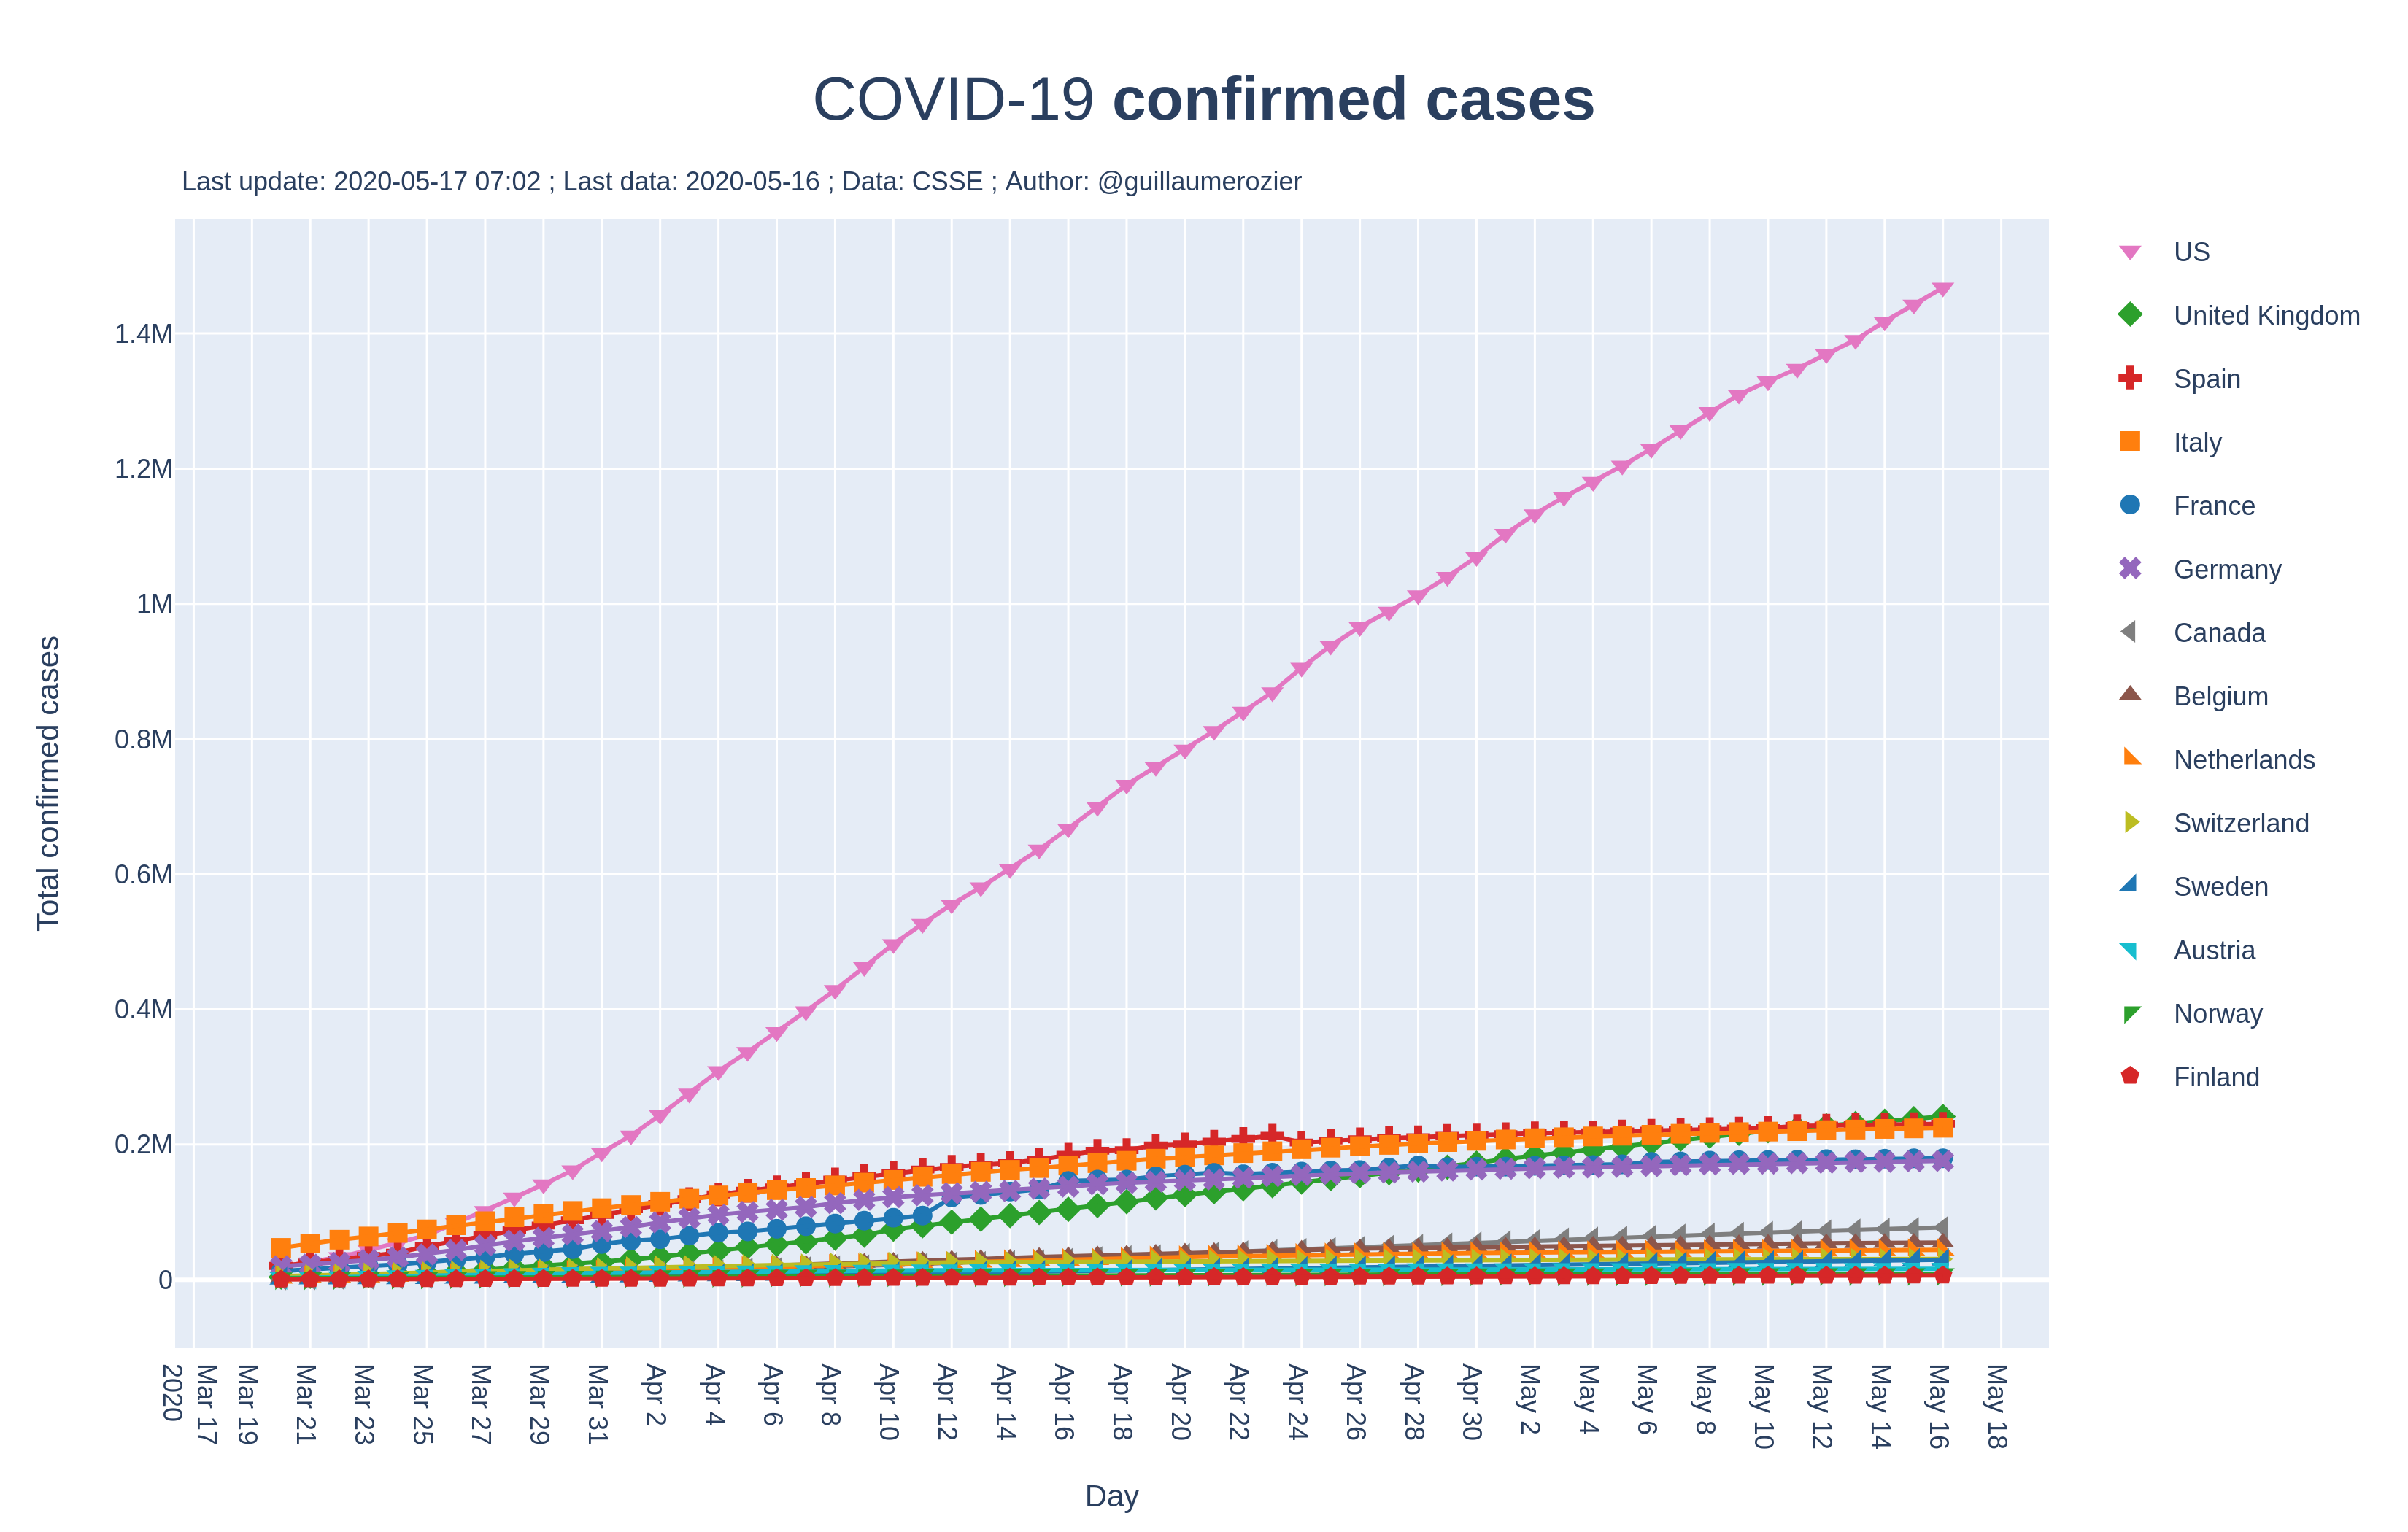 COVID-19 confirmed cases
Last update: 2020-05-17 07:02 ; Last data: 2020-05-16 ; Data: CSSE ; Author: @guillaumerozier
Total confirmed cases
1.4M
1.2M
1M
0.8M
0.6M
0.4M
0.2M
0
Mar 17
2020
Mar 19
Mar 21
Mar 23
Mar 25
Mar 27
Mar 29
Mar 31
Apr 2
Apr 4
Apr 6
Apr 8
Apr 10
Apr 12
Apr 14
Apr 16
Apr 18
Apr 20
Apr 22
Apr 24
Apr 26
Apr 28
Apr 30
May 2
May 4
May 6
May 8
May 10
May 12
May 14
May 16
May 18
Day
US
United Kingdom
Spain
Italy
France
Germany
Canada
Belgium
Netherlands
Switzerland
Sweden
Austria
Norway
Finland